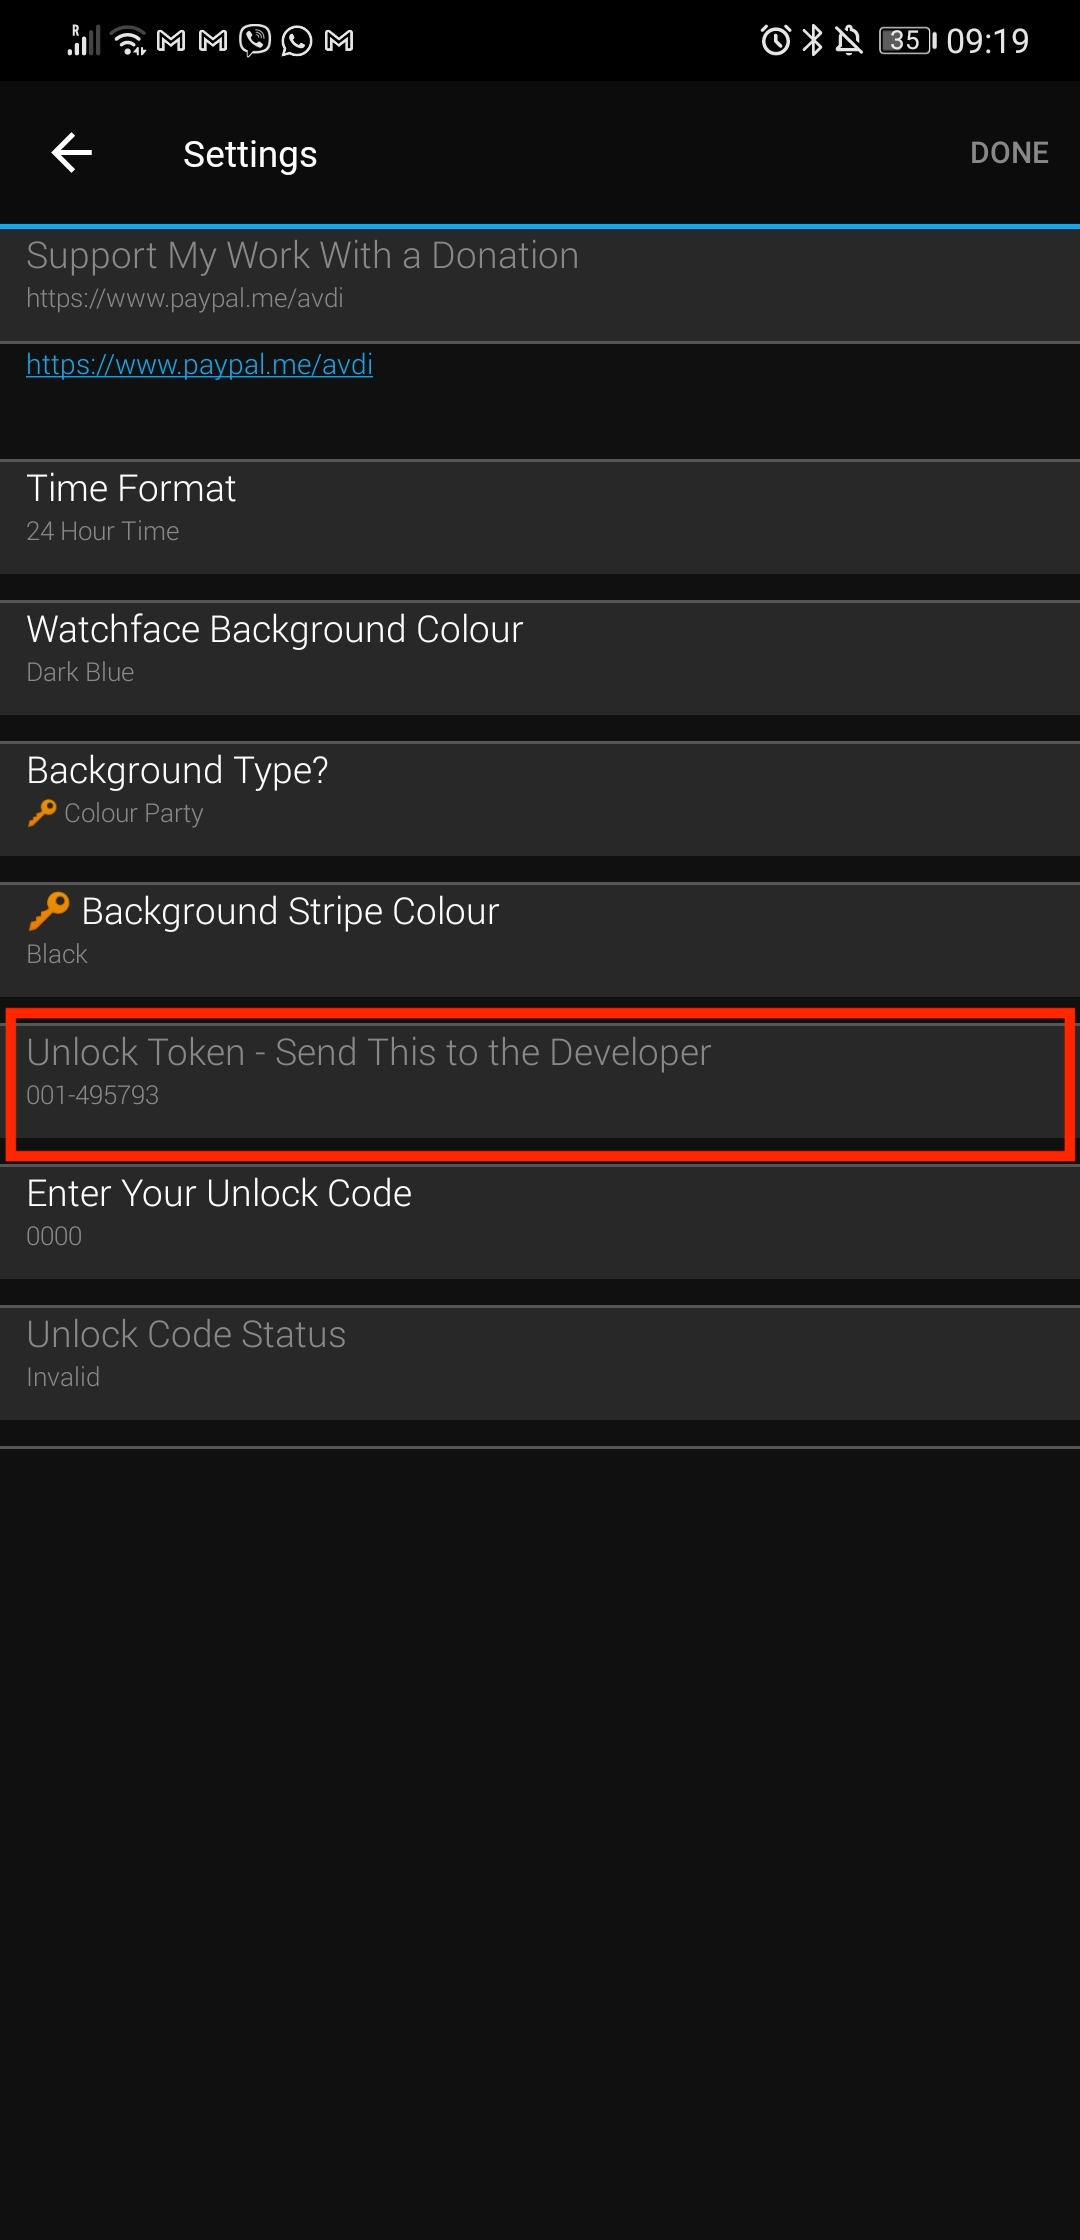 R 35 09:19
Settings DONE
Support My Work With a Donation
https://www.paypal.me/avdi
https://www.paypal.me/avdi
Time Format
24 Hour Time
Watchface Background Colour
Dark Blue
Background Type?
🔑 Colour Party
🔑 Background Stripe Colour
Black
Unlock Token - Send This to the Developer
001-495793
Enter Your Unlock Code
0000
Unlock Code Status
Invalid